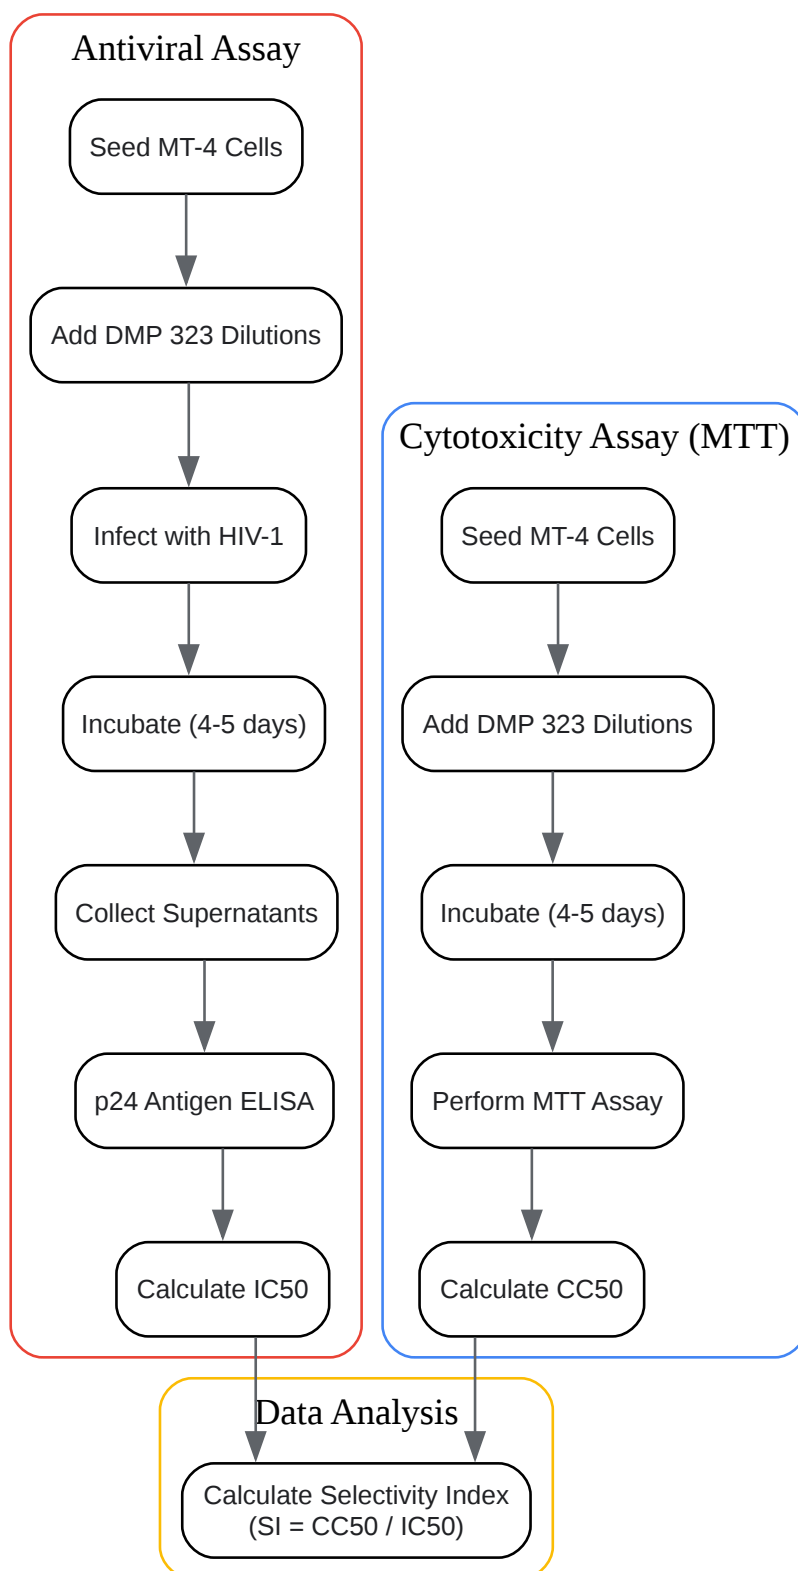 Antiviral Assay
Seed MT-4 Cells
Add DMP 323 Dilutions
Infect with HIV-1
Incubate (4-5 days)
Collect Supernatants
p24 Antigen ELISA
Calculate IC50
Cytotoxicity Assay (MTT)
Seed MT-4 Cells
Add DMP 323 Dilutions
Incubate (4-5 days)
Perform MTT Assay
Calculate CC50
Data Analysis
Calculate Selectivity Index
(SI = CC50 / IC50)